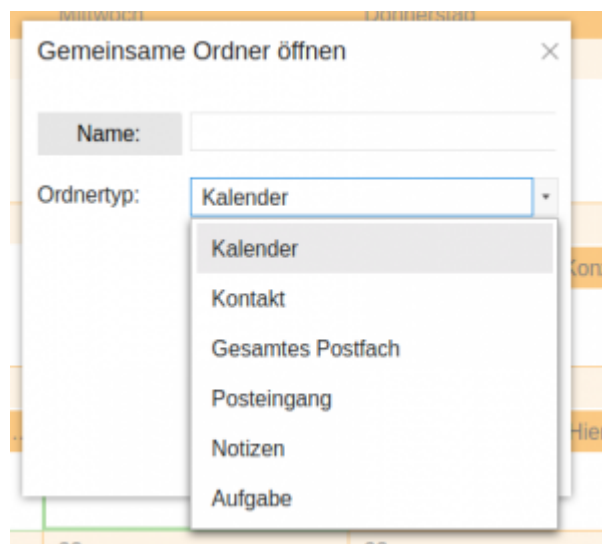 Mittwoch Donnerstag
Gemeinsame Ordner öffnen
Name:
Ordnertyp: Kalender
Kalender
Kontakt
Gesamtes Postfach
Posteingang
Notizen
Aufgabe